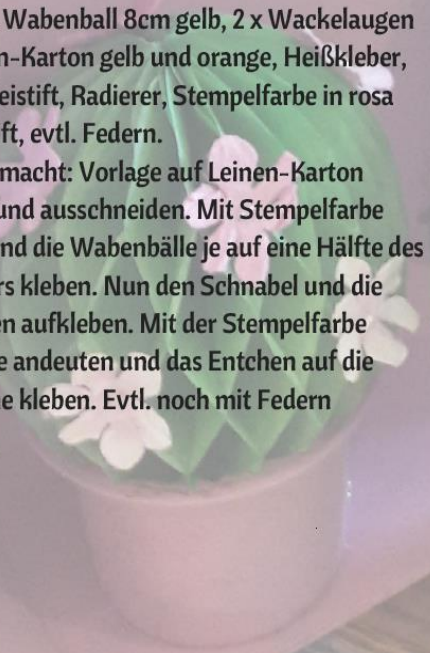 Wabenball 8cm gelb, 2 x Wackelaugen
n-Karton gelb und orange, Heißkleber,
eistift, Radierer, Stempelfarbe in rosa
ft, evtl. Federn.
macht: Vorlage auf Leinen-Karton
und ausschneiden. Mit Stempelfarbe
nd die Wabenbälle je auf eine Hälfte des
rs kleben. Nun den Schnabel und die
en aufkleben. Mit der Stempelfarbe
e andeuten und das Entchen auf die
e kleben. Evtl. noch mit Federn